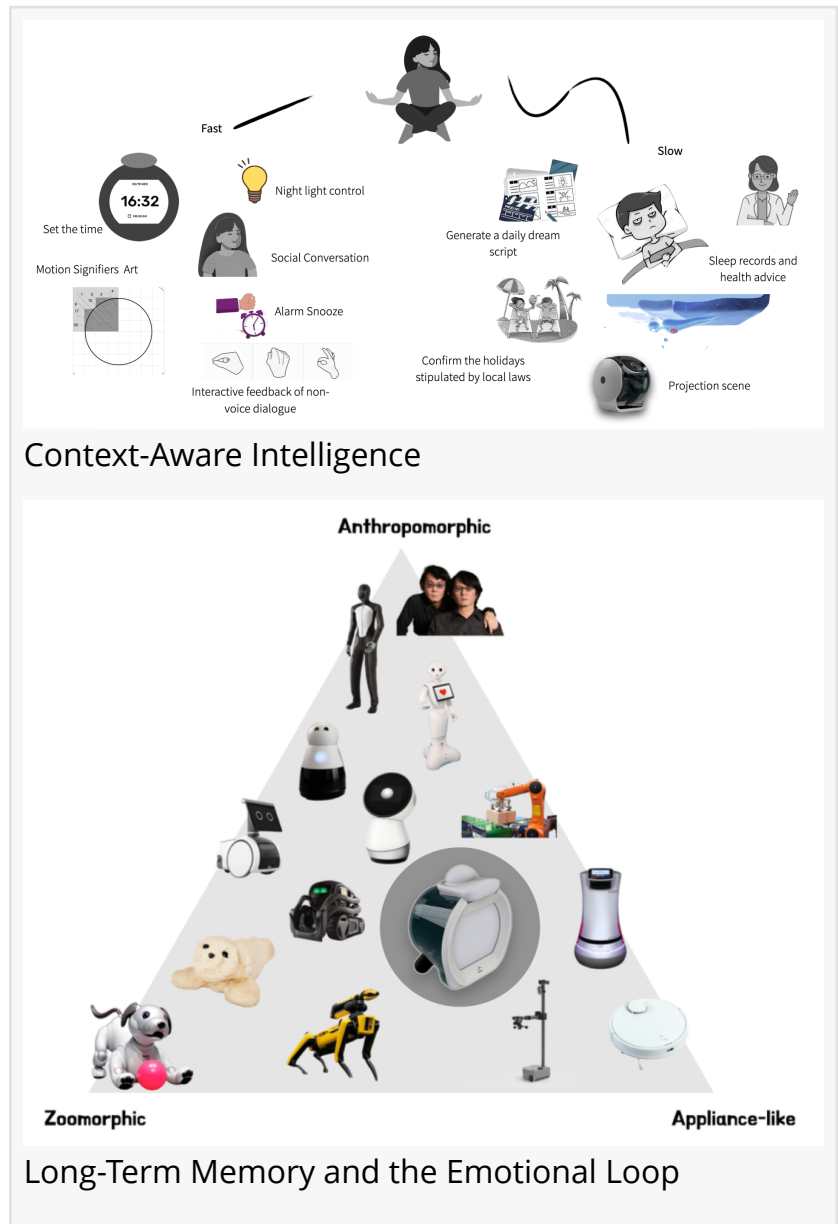 Fast
Slow
16:32
Night light control
Set the time
Social Conversation
Motion Signifiers Art
Alarm Snooze
Interactive feedback of non-
voice dialogue
Generate a daily dream
script
Sleep records and
health advice
Confirm the holidays
stipulated by local laws
Projection scene
Context-Aware Intelligence
Anthropomorphic
Zoomorphic
Appliance-like
Long-Term Memory and the Emotional Loop